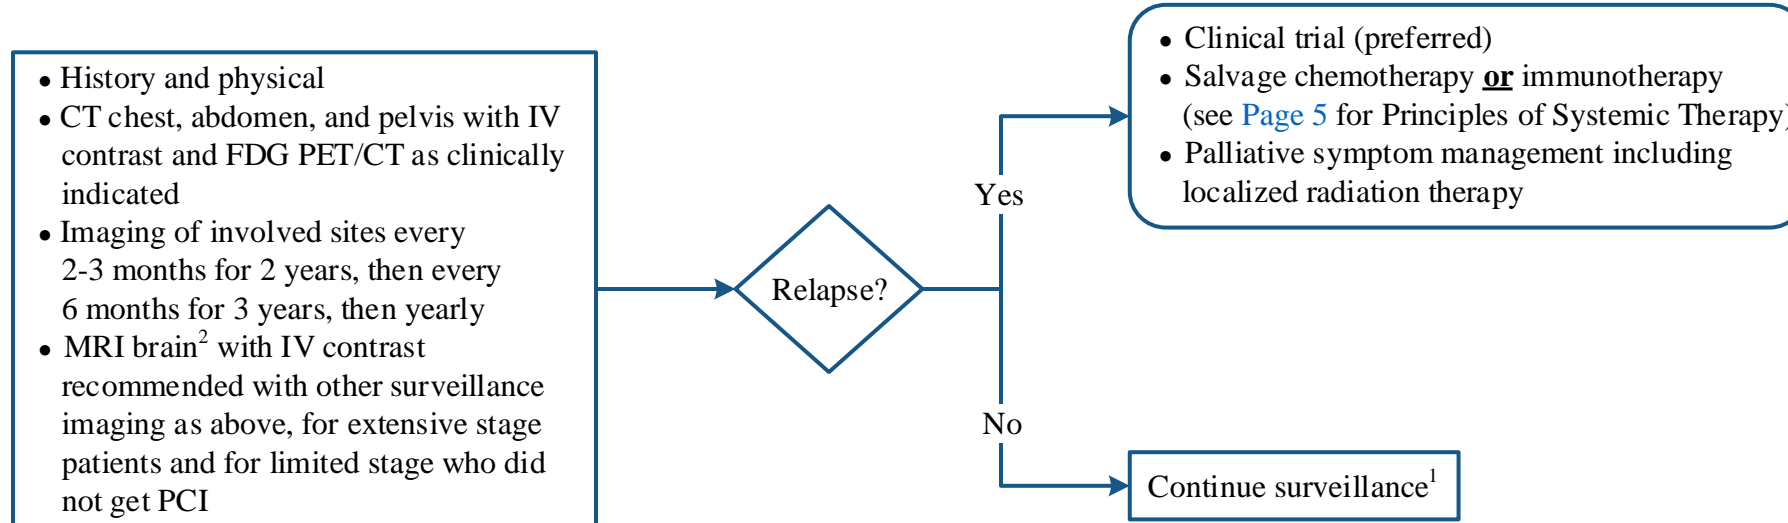 • History and physical
• CT chest, abdomen, and pelvis with IV
contrast and FDG PET/CT as clinically
indicated
• Imaging of involved sites every
2-3 months for 2 years, then every
6 months for 3 years, then yearly
• MRI brain² with IV contrast
recommended with other surveillance
imaging as above, for extensive stage
patients and for limited stage who did
not get PCI
Relapse?
Yes
• Clinical trial (preferred)
• Salvage chemotherapy or immunotherapy
(see Page 5 for Principles of Systemic Therapy)
• Palliative symptom management including
localized radiation therapy
No
Continue surveillance¹